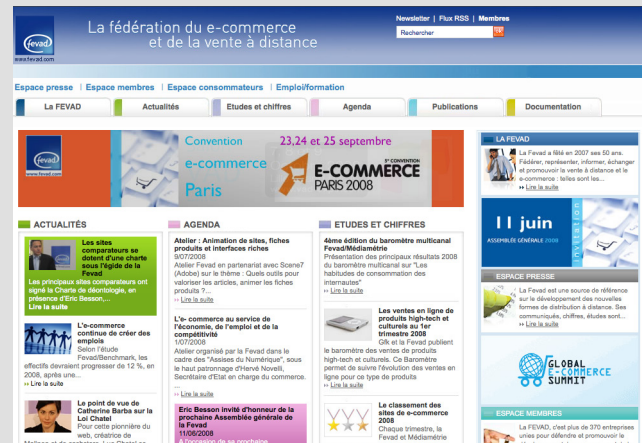 Newsletter | Flux RSS | Membres
La fédération du e-commerce
et de la vente à distance
fevad
www.fevad.com
Rechercher
OK
Espace presse | Espace membres | Espace consommateurs | Emploi/formation
La FEVAD
Actualités
Etudes et chiffres
Agenda
Publications
Documentation
fevad
www.fevad.com
Convention
e-commerce
Paris
23,24 et 25 septembre
5e CONVENTION
E-COMMERCE
PARIS 2008
ACTUALITÉS
Les sites
comparateurs se
dotent d'une charte
sous l'égide de la
Fevad
Les principaux sites comparateurs ont
signé la Charte de déontologie, en
présence d'Eric Besson,...
Lire la suite
L'e-commerce
continue de créer des
emplois
Selon l'étude
Fevad/Benchmark, les
effectifs devraient progresser de 12 %, en
2008, après une...
›› Lire la suite
Le point de vue de
Catherine Barba sur la
Loi Chatel
Pour cette pionnière du
web, créatrice de
AGENDA
Atelier : Animation de sites, fiches
produits et interfaces riches
9/07/2008
Atelier Fevad en partenariat avec Scene7
(Adobe) sur le thème : Quels outils pour
valoriser les articles, animer les fiches
produits ?...
›› Lire la suite
L'e- commerce au service de
l'économie, de l'emploi et de la
compétitivité
1/07/2008
Atelier organisé par la Fevad dans le
cadre des "Assises du Numérique", sous
le haut patronage d'Hervé Novelli,
Secrétaire d'Etat en charge du commerce.
...
›› Lire la suite
Eric Besson invité d'honneur de la
prochaine Assemblée générale de
la Fevad
11/06/2008
A l'occasion de sa prochaine
ETUDES ET CHIFFRES
4ème édition du baromètre multicanal
Fevad/Médiamétrie
Présentation des principaux résultats 2008
du baromètre multicanal sur "Les
habitudes de consommation des
internautes"
›› Lire la suite
Les ventes en ligne de
produits high-tech et
culturels au 1er
trimestre 2008
Gfk et la Fevad publient
le baromètre des ventes de produits
high-tech et culturels. Ce Baromètre
permet de suivre l'évolution des ventes en
ligne pour ce type de produits
›› Lire la suite
Le classement des
sites de e-commerce
2008
Chaque trimestre, la
Fevad et Médiamétrie
LA FEVAD
La Fevad a fêté en 2007 ses 50 ans.
Fédérer, représenter, informer, échanger
et promouvoir la vente à distance et le
e-commerce : telles sont les...
›› Lire la suite
11 juin
ASSEMBLÉE GÉNÉRALE 2008
invitation
ESPACE PRESSE
La Fevad est une source de référence
sur le développement des nouvelles
formes de distribution à distance. Ses
communiqués, chiffres, études sont...
›› Lire la suite
GLOBAL
E-COMMERCE
SUMMIT
ESPACE MEMBRES
La FEVAD, c'est plus de 370 entreprises
unies pour défendre et promouvoir la